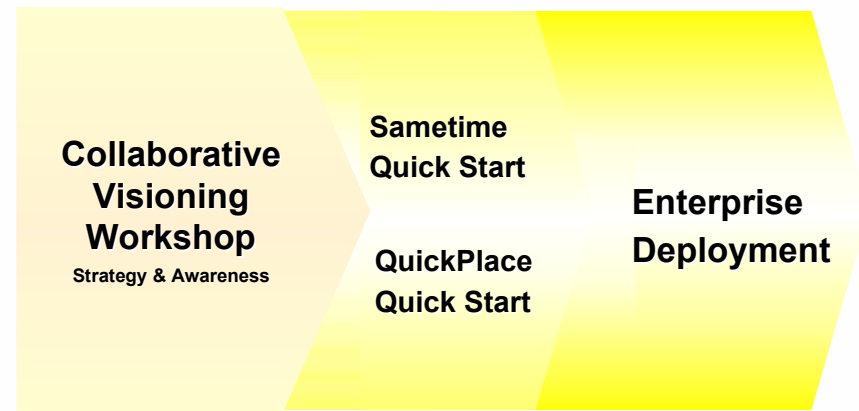 Collaborative
Visioning
Workshop
Strategy & Awareness
Sametime
Quick Start
QuickPlace
Quick Start
Enterprise
Deployment